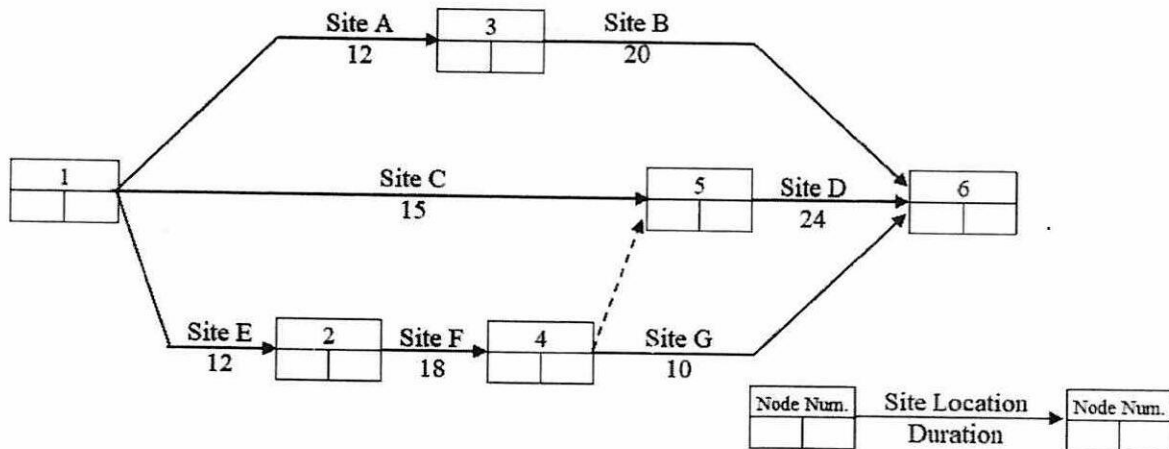 Site A
12
3
Site B
20
1
Site C
15
5
Site D
24
6
Site E
12
2
Site F
18
4
Site G
10
Node Num.
Site Location
Duration
Node Num.